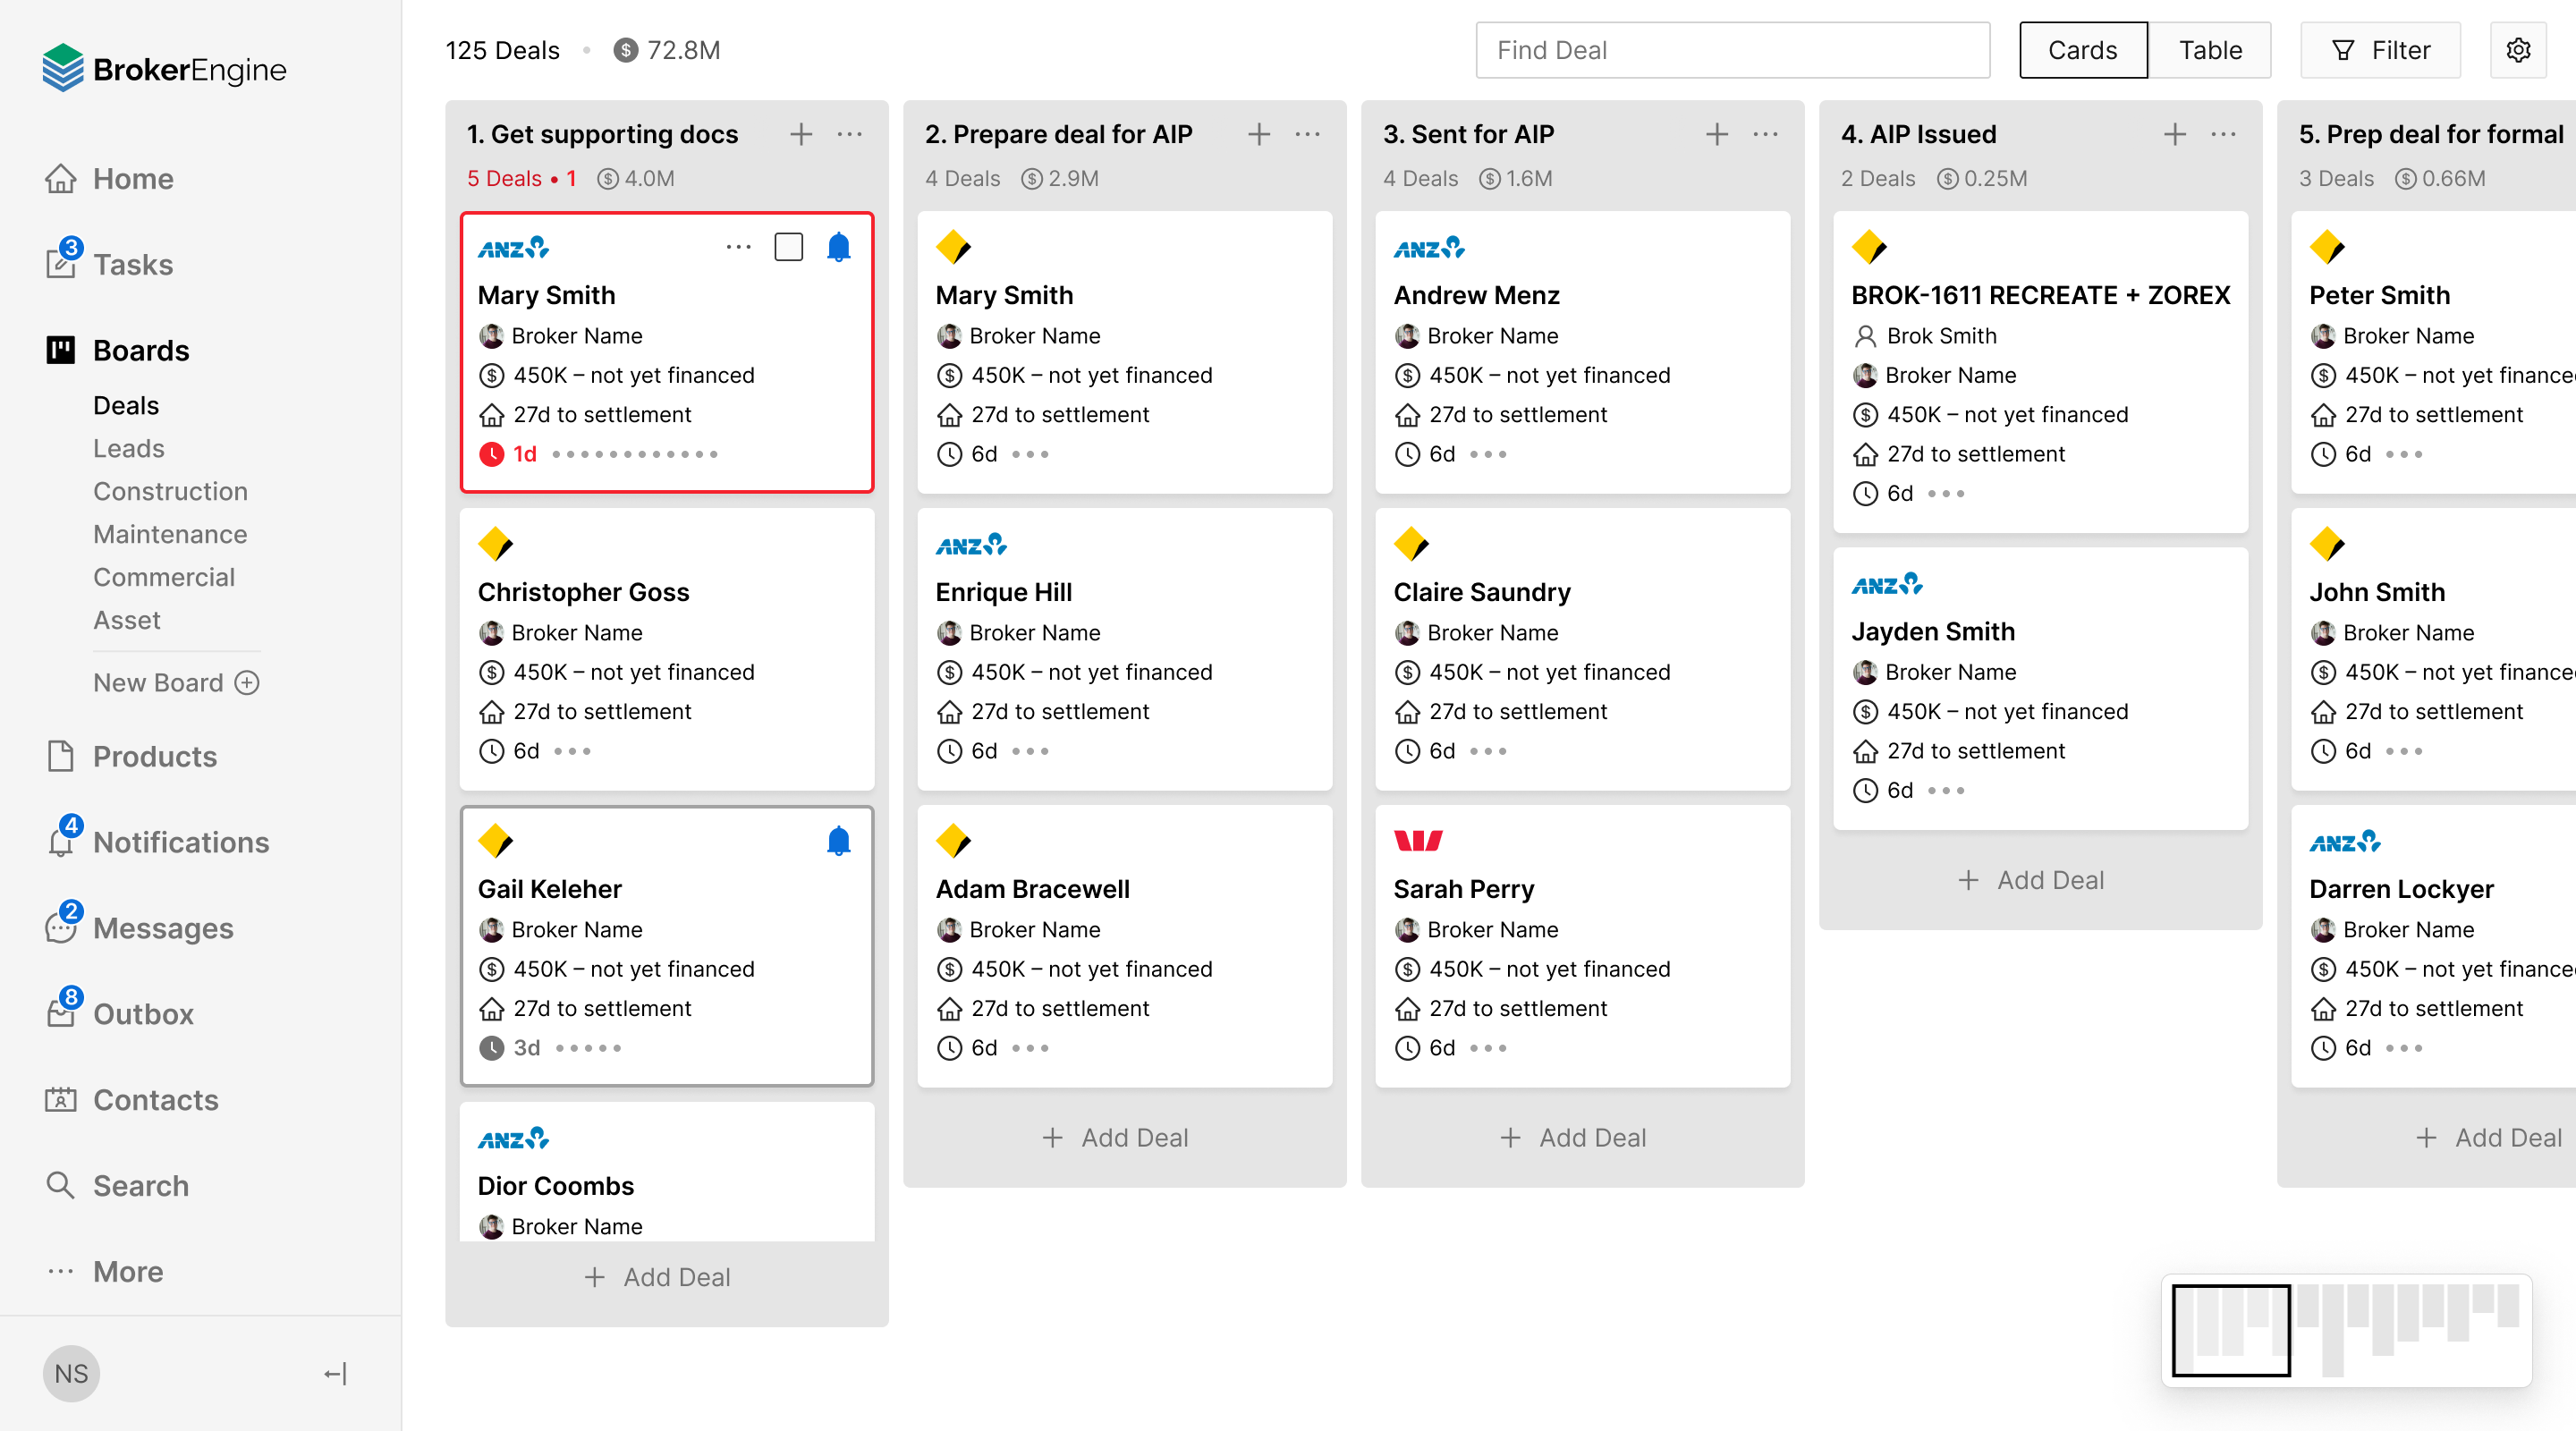 BrokerEngine
Home
3
Tasks
Boards
Deals
Leads
Construction
Maintenance
Commercial
Asset
New Board
Products
4
Notifications
2
Messages
8
Outbox
Contacts
Search
More
NS
125 Deals • $ 72.8M
Find Deal
Cards
Table
Filter
1. Get supporting docs
5 Deals • 1 $ 4.0M
ANZ
Mary Smith
Broker Name
$ 450K – not yet financed
27d to settlement
1d
Christopher Goss
Broker Name
$ 450K – not yet financed
27d to settlement
6d
Gail Keleher
Broker Name
$ 450K – not yet financed
27d to settlement
3d
ANZ
Dior Coombs
Broker Name
+ Add Deal
2. Prepare deal for AIP
4 Deals $ 2.9M
Mary Smith
Broker Name
$ 450K – not yet financed
27d to settlement
6d
ANZ
Enrique Hill
Broker Name
$ 450K – not yet financed
27d to settlement
6d
Adam Bracewell
Broker Name
$ 450K – not yet financed
27d to settlement
6d
+ Add Deal
3. Sent for AIP
4 Deals $ 1.6M
ANZ
Andrew Menz
Broker Name
$ 450K – not yet financed
27d to settlement
6d
Claire Saundry
Broker Name
$ 450K – not yet financed
27d to settlement
6d
Sarah Perry
Broker Name
$ 450K – not yet financed
27d to settlement
6d
+ Add Deal
4. AIP Issued
2 Deals $ 0.25M
BROK-1611 RECREATE + ZOREX
Brok Smith
Broker Name
$ 450K – not yet financed
27d to settlement
6d
ANZ
Jayden Smith
Broker Name
$ 450K – not yet financed
27d to settlement
6d
+ Add Deal
5. Prep deal for formal
3 Deals $ 0.66M
Peter Smith
Broker Name
$ 450K – not yet finance
27d to settlement
6d
John Smith
Broker Name
$ 450K – not yet finance
27d to settlement
6d
ANZ
Darren Lockyer
Broker Name
$ 450K – not yet finance
27d to settlement
6d
+ Add Deal